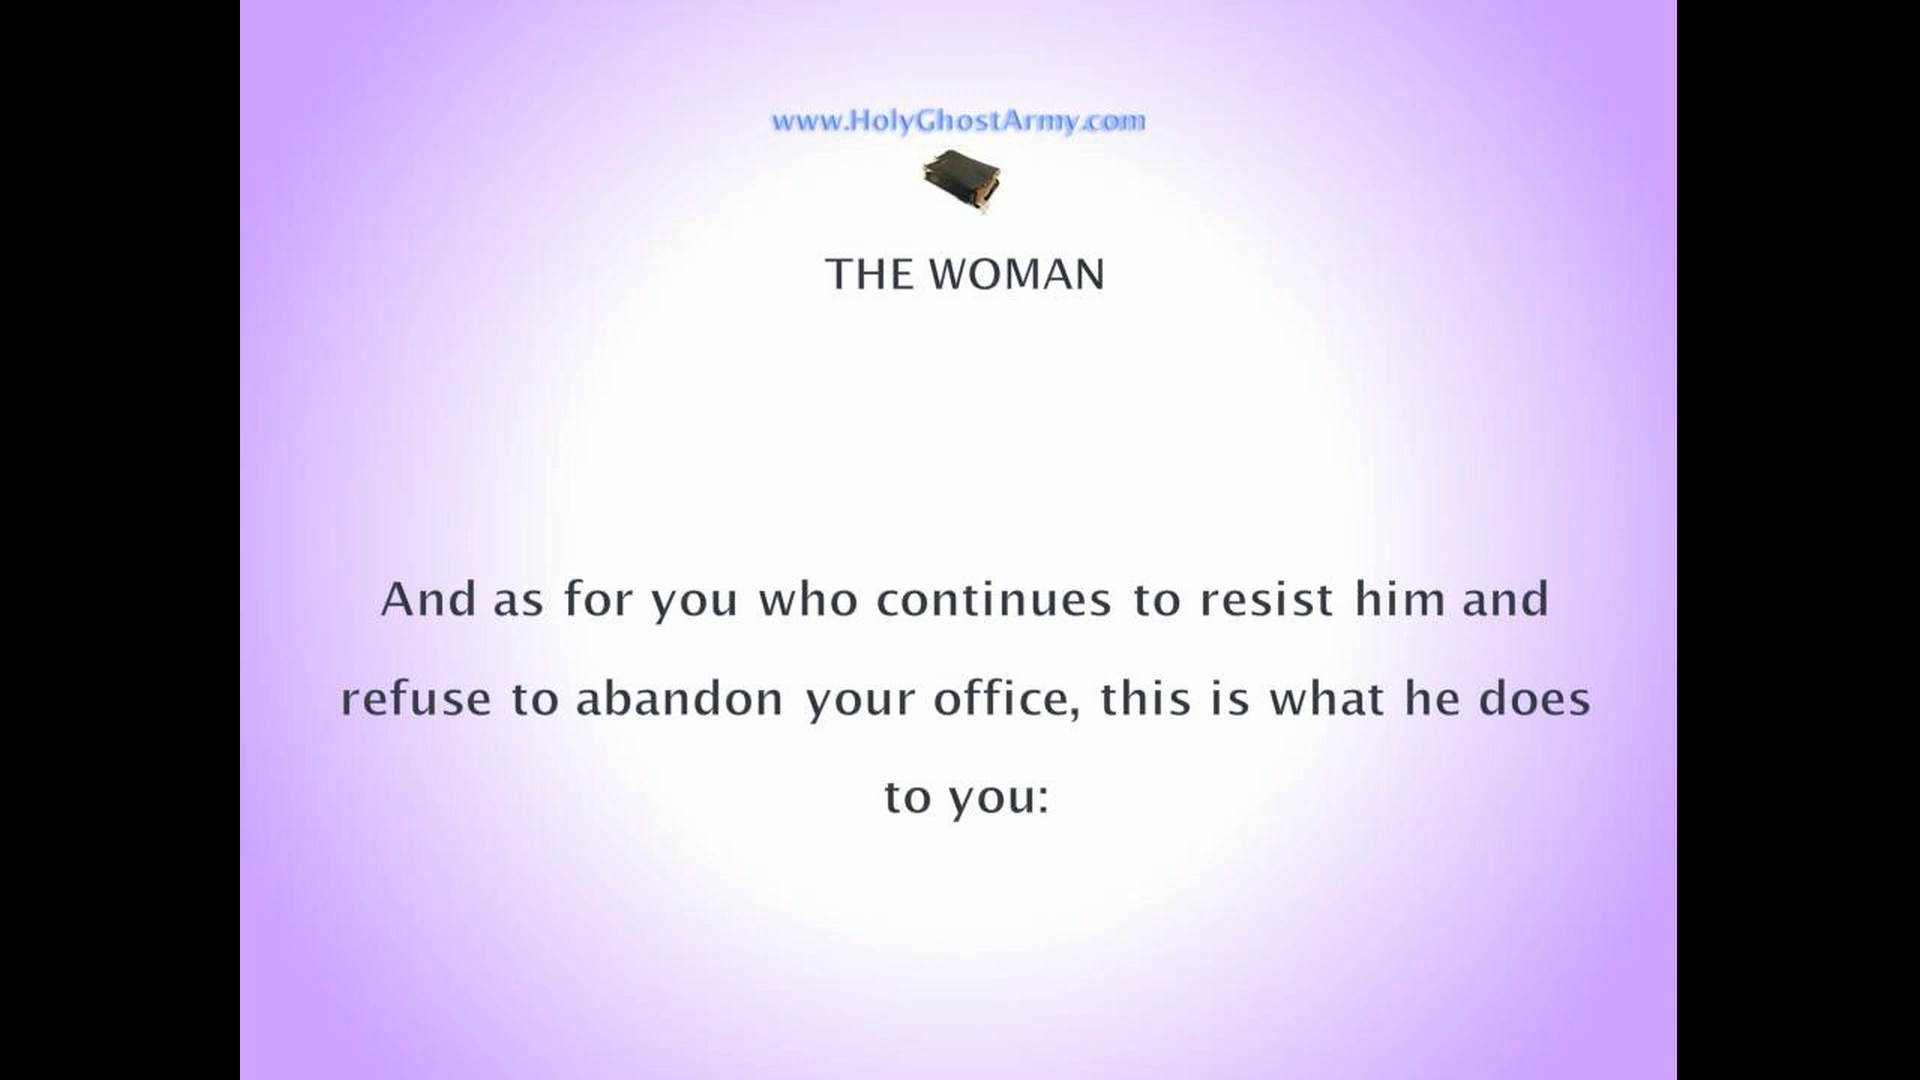 www.HolyGhostArmy.com
THE WOMAN
And as for you who continues to resist him and
refuse to abandon your office, this is what he does
to you: